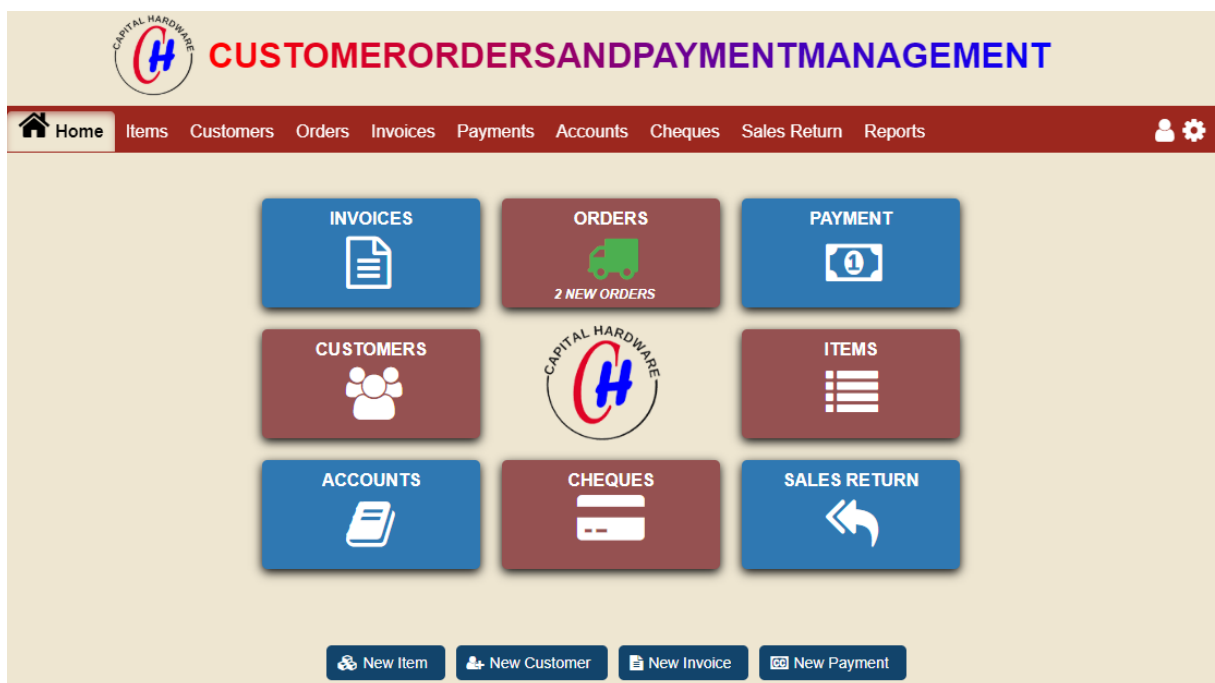 CAPITAL HARDWARE
CH
CUSTOMERORDERSANDPAYMENTMANAGEMENT
Home Items Customers Orders Invoices Payments Accounts Cheques Sales Return Reports
INVOICES ORDERS PAYMENT
1
2 NEW ORDERS
CUSTOMERS CAPITAL HARDWARE ITEMS
CH
ACCOUNTS CHEQUES SALES RETURN
New Item New Customer New Invoice New Payment